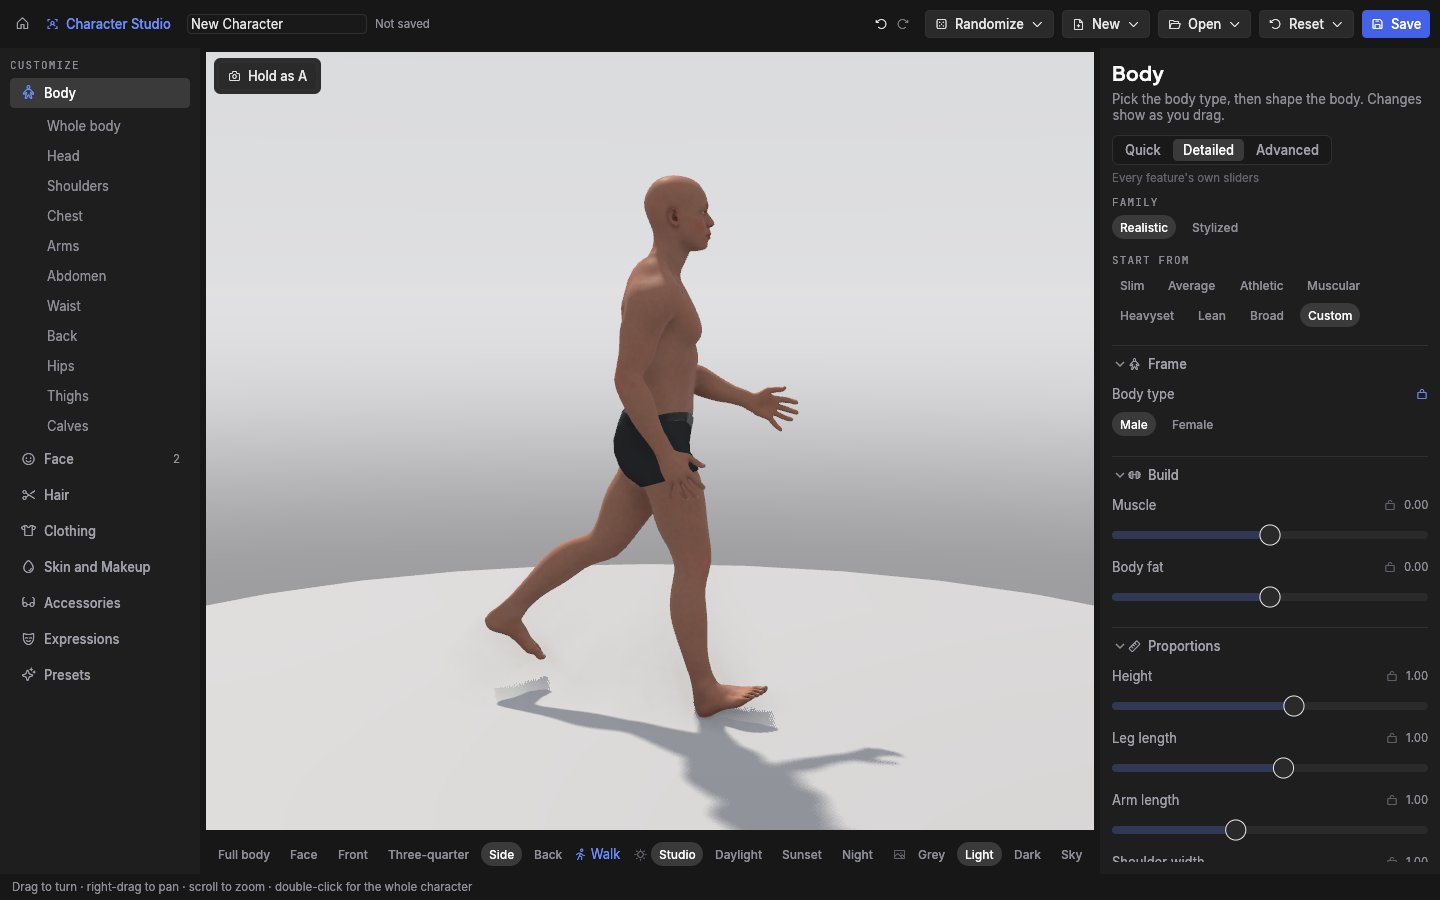 Character Studio
New Character
Not saved
Randomize
New
Open
Reset
Save
CUSTOMIZE
Body
Whole body
Head
Shoulders
Chest
Arms
Abdomen
Waist
Back
Hips
Thighs
Calves
Face 2
Hair
Clothing
Skin and Makeup
Accessories
Expressions
Presets
Hold as A
Full body Face Front Three-quarter Side Back Walk Studio Daylight Sunset Night Grey Light Dark Sky
Body
Pick the body type, then shape the body. Changes
show as you drag.
Quick Detailed Advanced
Every feature's own sliders
FAMILY
Realistic Stylized
START FROM
Slim Average Athletic Muscular
Heavyset Lean Broad Custom
Frame
Body type
Male Female
Build
Muscle 0.00
Body fat 0.00
Proportions
Height 1.00
Leg length 1.00
Arm length 1.00
Shoulder width 1.00
Drag to turn · right-drag to pan · scroll to zoom · double-click for the whole character